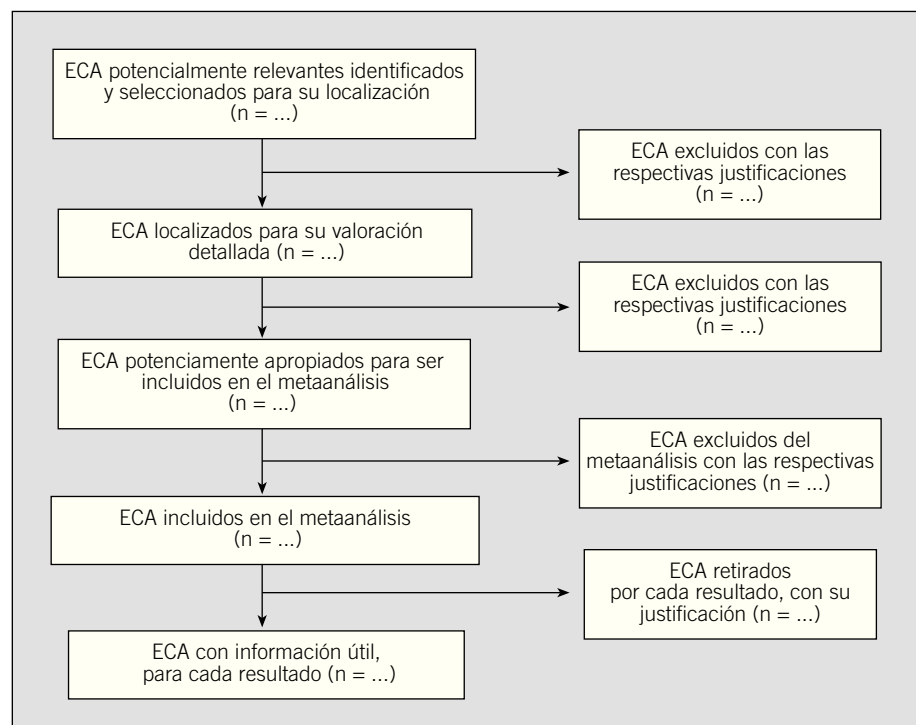 ECA potencialmente relevantes identificados
y seleccionados para su localización
(n = ...)
ECA excluidos con las
respectivas justificaciones
(n = ...)
ECA localizados para su valoración
detallada (n = ...)
ECA excluidos con las
respectivas justificaciones
(n = ...)
ECA potenciamente apropiados para ser
incluidos en el metaanálisis
(n = ...)
ECA excluidos del
metaanálisis con las respectivas
justificaciones (n = ...)
ECA incluidos en el metaanálisis
(n = ...)
ECA retirados
por cada resultado, con su
justificación (n = ...)
ECA con información útil,
para cada resultado (n = ...)